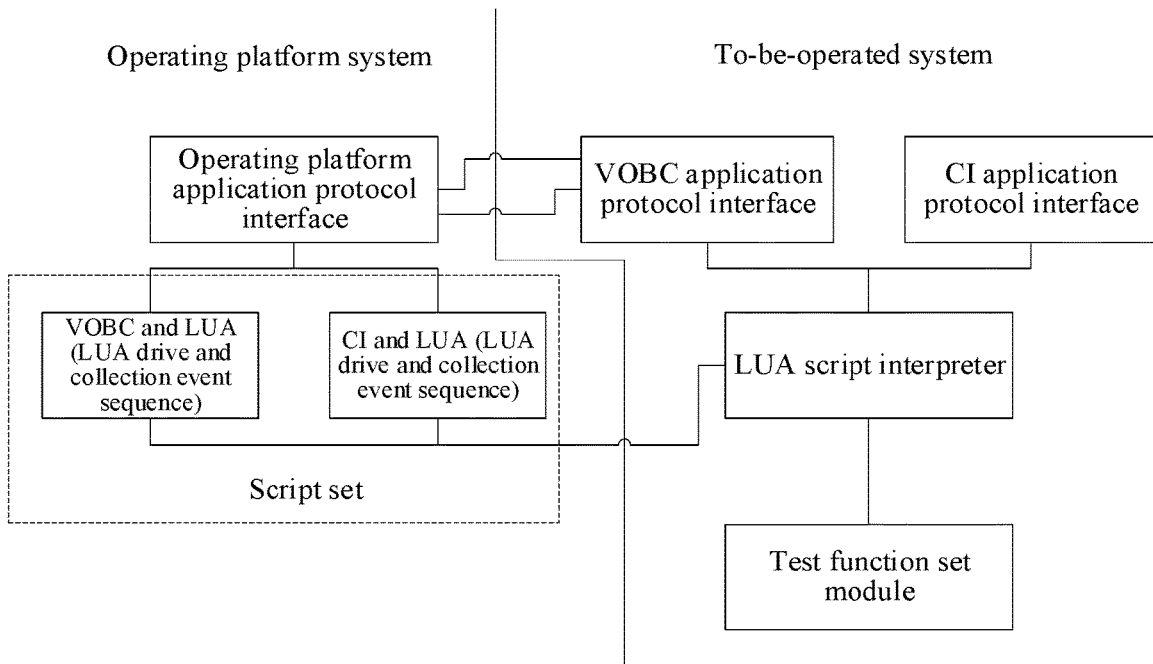 Operating platform system
To-be-operated system
Operating platform
application protocol
interface
VOBC application
protocol interface
CI application
protocol interface
VOBC and LUA
(LUA drive and
collection event
sequence)
CI and LUA (LUA
drive and collection
event sequence)
LUA script interpreter
Script set
Test function set
module